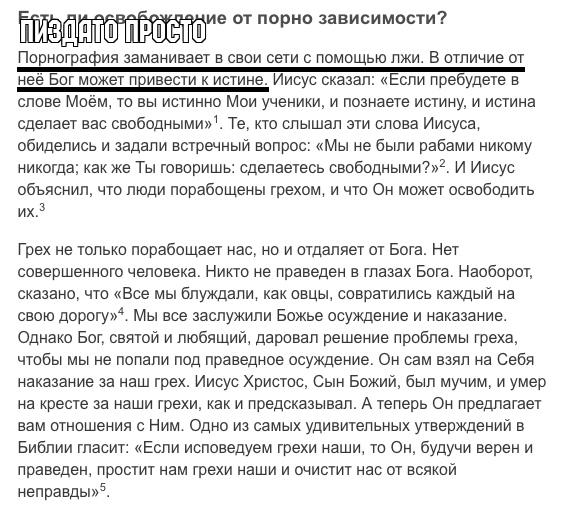 Есть ли освобождение от порно зависимости?
ПИЗДАТО ПРОСТО
Порнография заманивает в свои сети с помощью лжи. В отличие от
неё Бог может привести к истине. Иисус сказал: «Если пребудете в
слове Моём, то вы истинно Мои ученики, и познаете истину, и истина
сделает вас свободными»¹. Те, кто слышал эти слова Иисуса,
обиделись и задали встречный вопрос: «Мы не были рабами никому
никогда; как же Ты говоришь: сделаетесь свободными?»². И Иисус
объяснил, что люди порабощены грехом, и что Он может освободить
их.³
Грех не только порабощает нас, но и отдаляет от Бога. Нет
совершенного человека. Никто не праведен в глазах Бога. Наоборот,
сказано, что «Все мы блуждали, как овцы, совратились каждый на
свою дорогу»⁴. Мы все заслужили Божье осуждение и наказание.
Однако Бог, святой и любящий, даровал решение проблемы греха,
чтобы мы не попали под праведное осуждение. Он сам взял на Себя
наказание за наш грех. Иисус Христос, Сын Божий, был мучим, и умер
на кресте за наши грехи, как и предсказывал. А теперь Он предлагает
вам отношения с Ним. Одно из самых удивительных утверждений в
Библии гласит: «Если исповедуем грехи наши, то Он, будучи верен и
праведен, простит нам грехи наши и очистит нас от всякой
неправды»⁵.